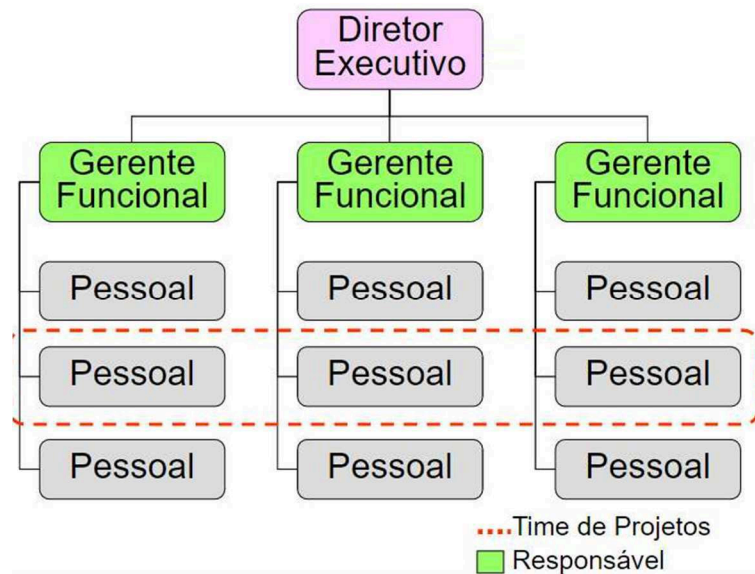 Diretor
Executivo
Gerente
Funcional
Gerente
Funcional
Gerente
Funcional
Pessoal
Pessoal
Pessoal
Pessoal
Pessoal
Pessoal
Pessoal
Pessoal
Pessoal
Time de Projetos
Responsável